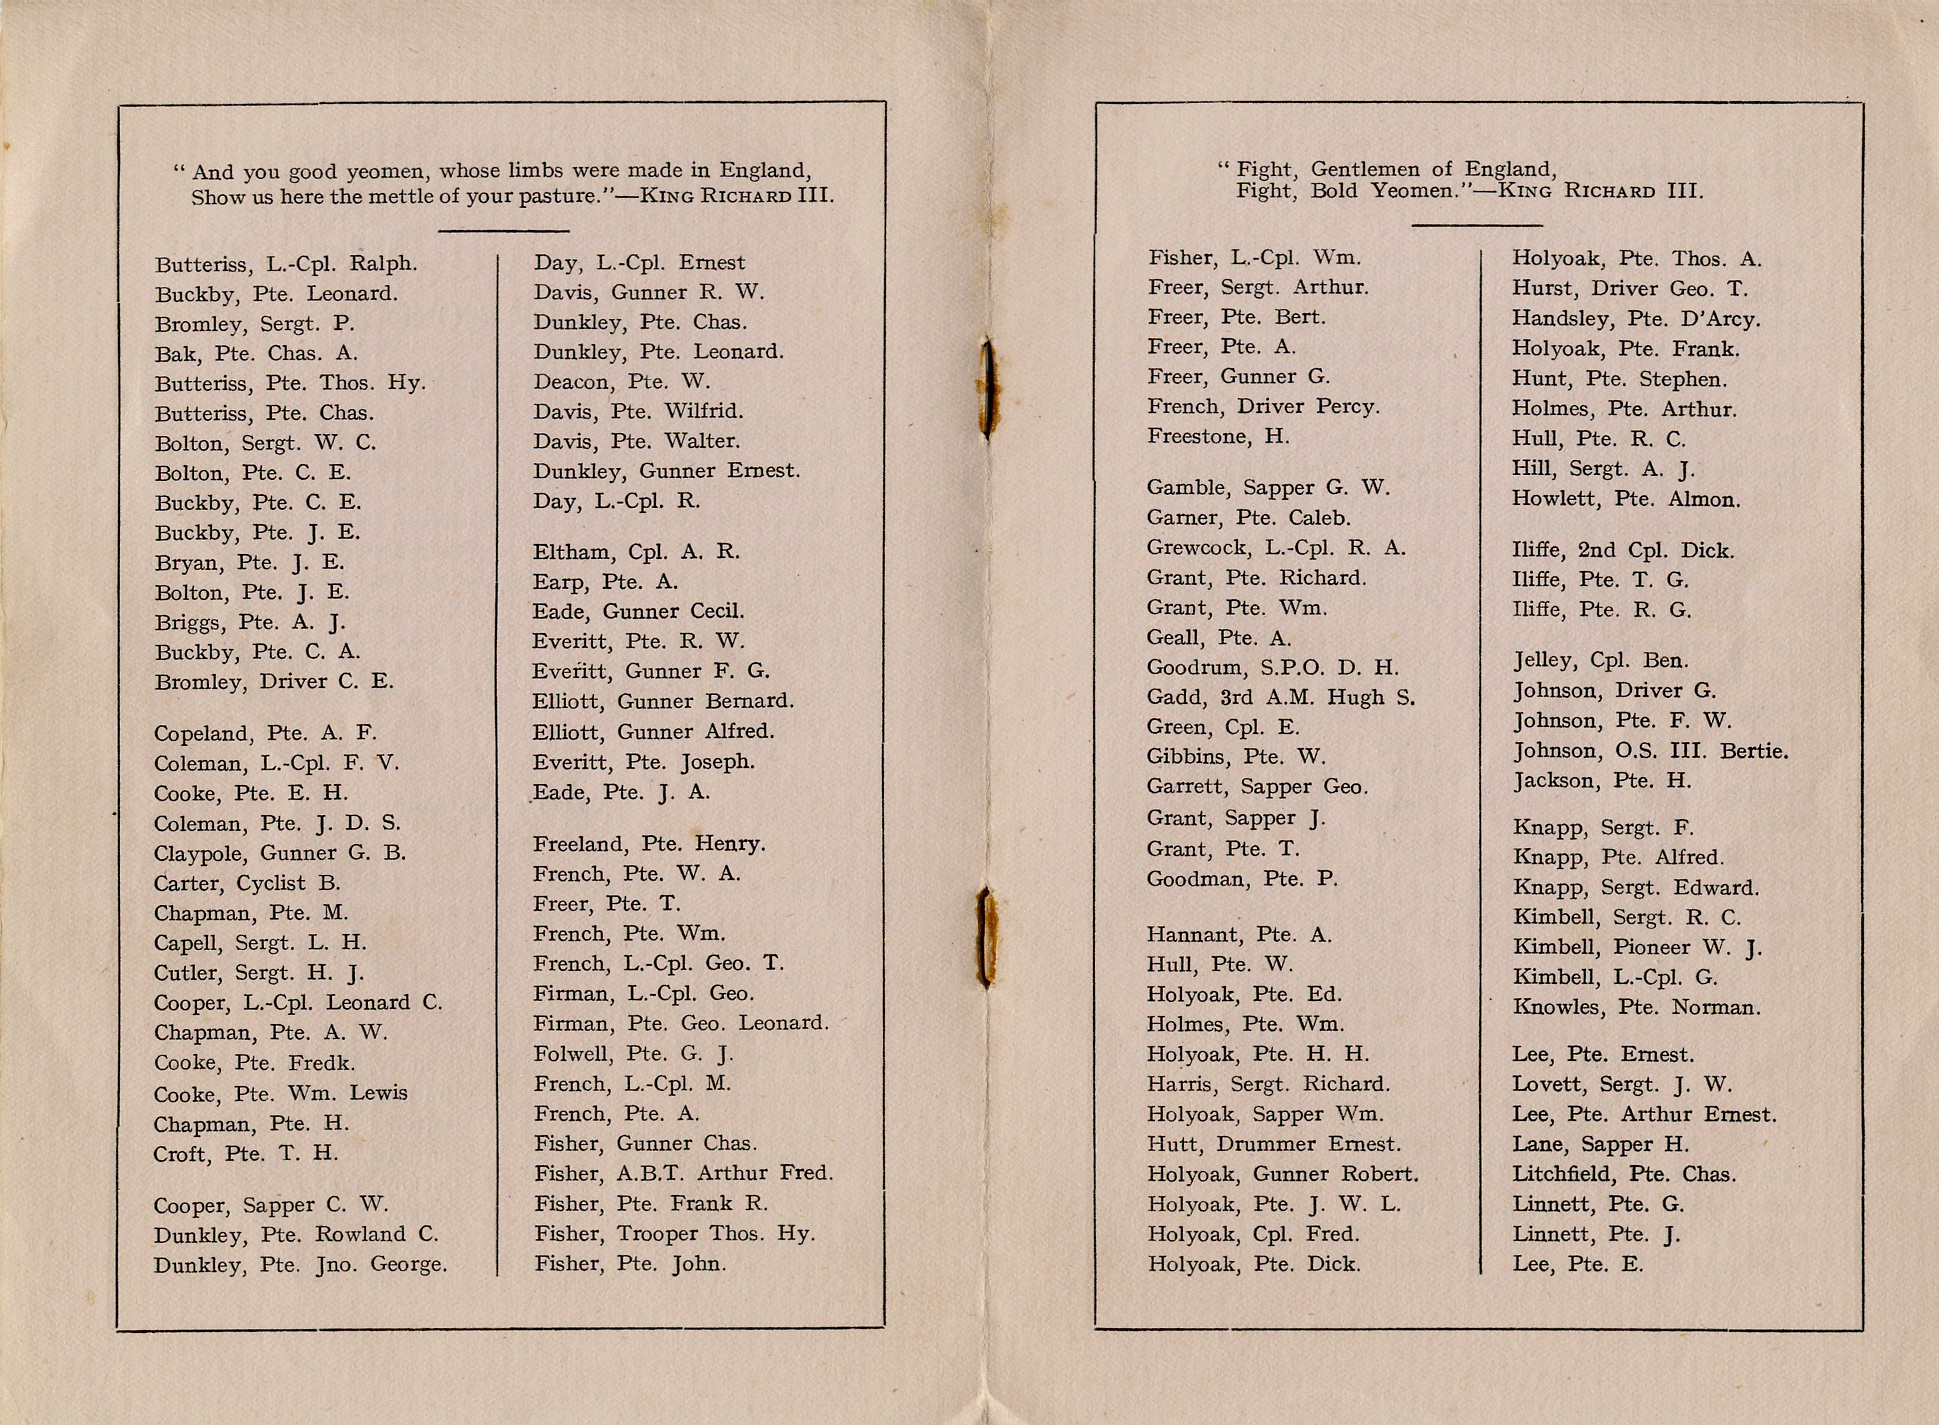 “ And you good yeomen, whose limbs were made in England,
Show us here the mettle of your pasture.”—KING RICHARD III.
Butteriss, L.-Cpl. Ralph.
Buckby, Pte. Leonard.
Bromley, Sergt. P.
Bak, Pte. Chas. A.
Butteriss, Pte. Thos. Hy.
Butteriss, Pte. Chas.
Bolton, Sergt. W. C.
Bolton, Pte. C. E.
Buckby, Pte. C. E.
Buckby, Pte. J. E.
Bryan, Pte. J. E.
Bolton, Pte. J. E.
Briggs, Pte. A. J.
Buckby, Pte. C. A.
Bromley, Driver C. E.
Copeland, Pte. A. F.
Coleman, L.-Cpl. F. V.
Cooke, Pte. E. H.
Coleman, Pte. J. D. S.
Claypole, Gunner G. B.
Carter, Cyclist B.
Chapman, Pte. M.
Capell, Sergt. L. H.
Cutler, Sergt. H. J.
Cooper, L.-Cpl. Leonard C.
Chapman, Pte. A. W.
Cooke, Pte. Fredk.
Cooke, Pte. Wm. Lewis
Chapman, Pte. H.
Croft, Pte. T. H.
Cooper, Sapper C. W.
Dunkley, Pte. Rowland C.
Dunkley, Pte. Jno. George.
Day, L.-Cpl. Ernest
Davis, Gunner R. W.
Dunkley, Pte. Chas.
Dunkley, Pte. Leonard.
Deacon, Pte. W.
Davis, Pte. Wilfrid.
Davis, Pte. Walter.
Dunkley, Gunner Ernest.
Day, L.-Cpl. R.
Eltham, Cpl. A. R.
Earp, Pte. A.
Eade, Gunner Cecil.
Everitt, Pte. R. W.
Everitt, Gunner F. G.
Elliott, Gunner Bernard.
Elliott, Gunner Alfred.
Everitt, Pte. Joseph.
Eade, Pte. J. A.
Freeland, Pte. Henry.
French, Pte. W. A.
Freer, Pte. T.
French, Pte. Wm.
French, L.-Cpl. Geo. T.
Firman, L.-Cpl. Geo.
Firman, Pte. Geo. Leonard.
Folwell, Pte. G. J.
French, L.-Cpl. M.
French, Pte. A.
Fisher, Gunner Chas.
Fisher, A.B.T. Arthur Fred.
Fisher, Pte. Frank R.
Fisher, Trooper Thos. Hy.
Fisher, Pte. John.
“ Fight, Gentlemen of England,
Fight, Bold Yeomen.”—KING RICHARD III.
Fisher, L.-Cpl. Wm.
Freer, Sergt. Arthur.
Freer, Pte. Bert.
Freer, Pte. A.
Freer, Gunner G.
French, Driver Percy.
Freestone, H.
Gamble, Sapper G. W.
Garner, Pte. Caleb.
Grewcock, L.-Cpl. R. A.
Grant, Pte. Richard.
Grant, Pte. Wm.
Geall, Pte. A.
Goodrum, S.P.O. D. H.
Gadd, 3rd A.M. Hugh S.
Green, Cpl. E.
Gibbins, Pte. W.
Garrett, Sapper Geo.
Grant, Sapper J.
Grant, Pte. T.
Goodman, Pte. P.
Hannant, Pte. A.
Hull, Pte. W.
Holyoak, Pte. Ed.
Holmes, Pte. Wm.
Holyoak, Pte. H. H.
Harris, Sergt. Richard.
Holyoak, Sapper Wm.
Hutt, Drummer Ernest.
Holyoak, Gunner Robert.
Holyoak, Pte. J. W. L.
Holyoak, Cpl. Fred.
Holyoak, Pte. Dick.
Holyoak, Pte. Thos. A.
Hurst, Driver Geo. T.
Handsley, Pte. D’Arcy.
Holyoak, Pte. Frank.
Hunt, Pte. Stephen.
Holmes, Pte. Arthur.
Hull, Pte. R. C.
Hill, Sergt. A. J.
Howlett, Pte. Almon.
Iliffe, 2nd Cpl. Dick.
Iliffe, Pte. T. G.
Iliffe, Pte. R. G.
Jelley, Cpl. Ben.
Johnson, Driver G.
Johnson, Pte. F. W.
Johnson, O.S. III. Bertie.
Jackson, Pte. H.
Knapp, Sergt. F.
Knapp, Pte. Alfred.
Knapp, Sergt. Edward.
Kimbell, Sergt. R. C.
Kimbell, Pioneer W. J.
Kimbell, L.-Cpl. G.
Knowles, Pte. Norman.
Lee, Pte. Ernest.
Lovett, Sergt. J. W.
Lee, Pte. Arthur Ernest.
Lane, Sapper H.
Litchfield, Pte. Chas.
Linnett, Pte. G.
Linnett, Pte. J.
Lee, Pte. E.